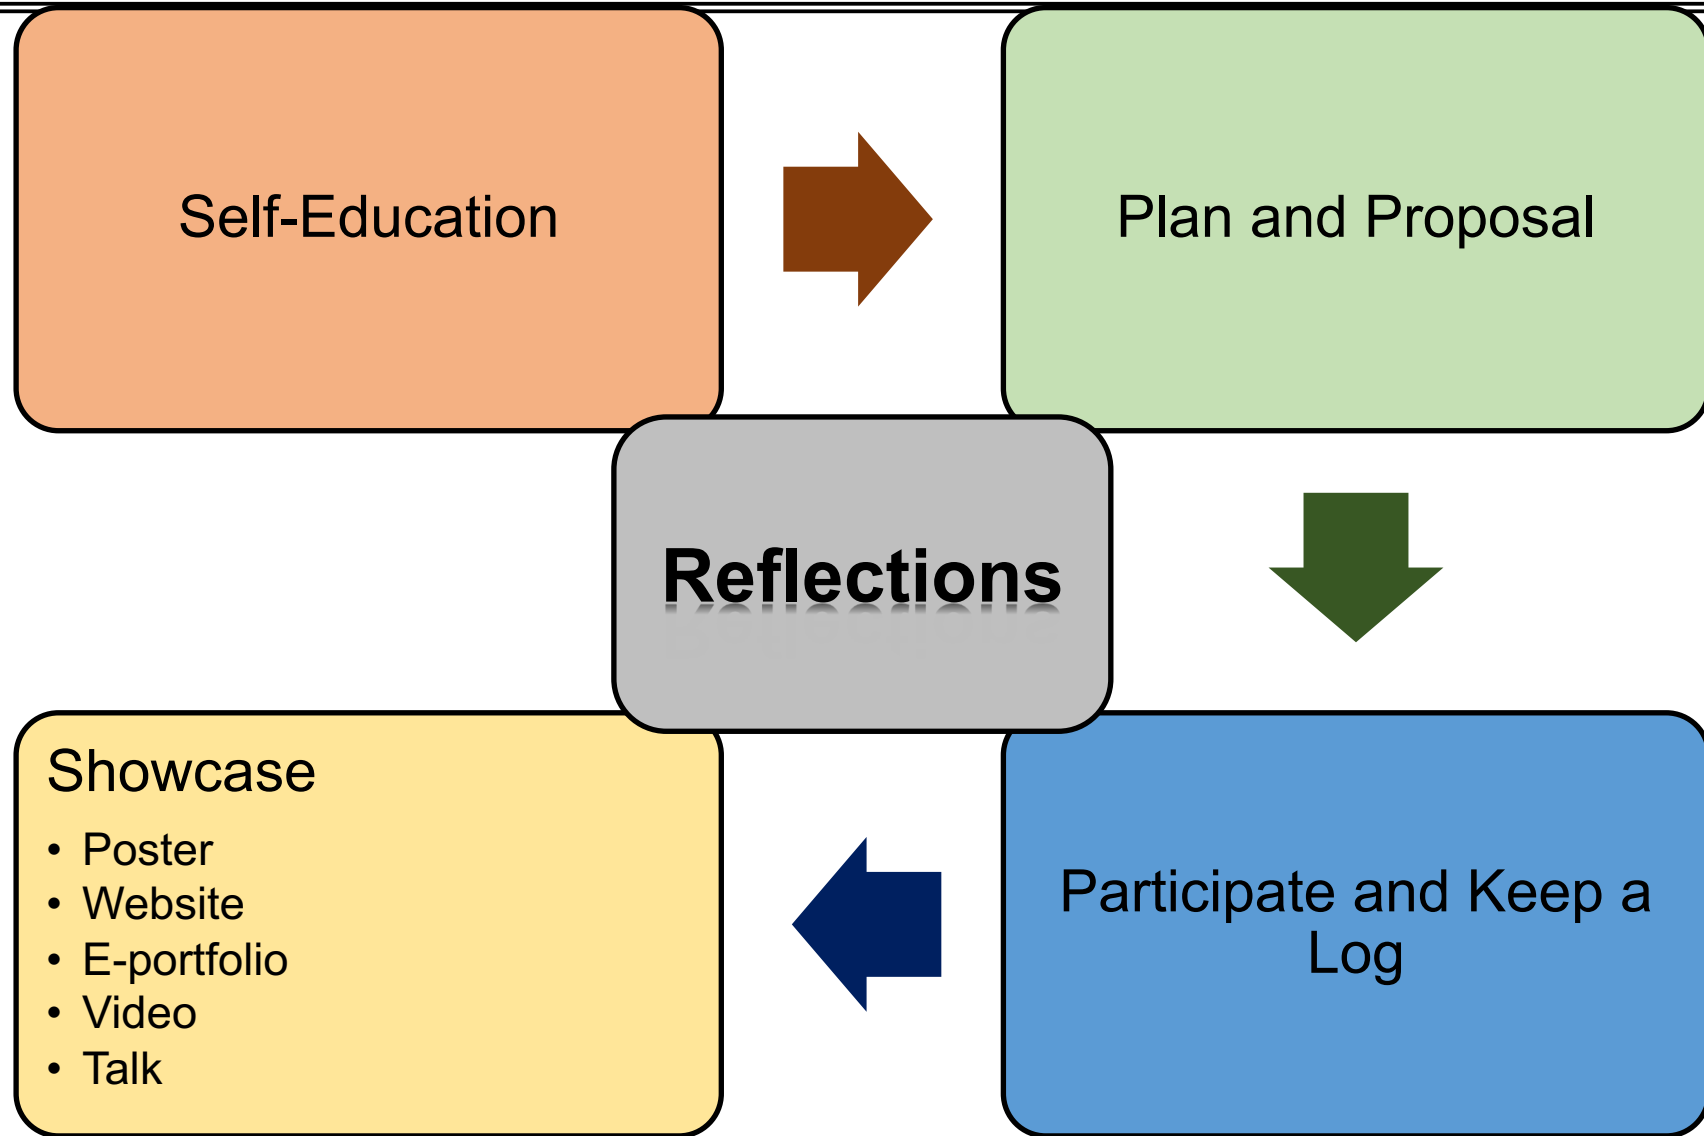 Self-Education
Plan and Proposal
Reflections
Showcase
• Poster
• Website
• E-portfolio
• Video
• Talk
Participate and Keep a
Log